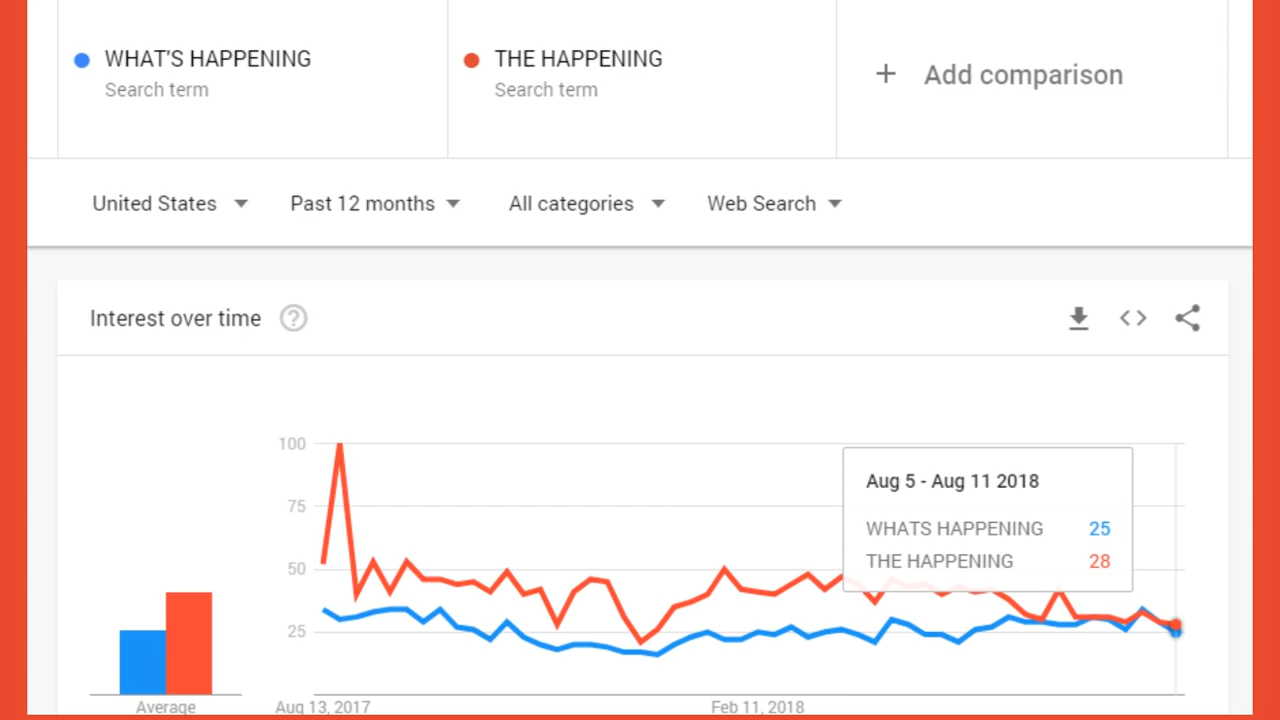 WHAT'S HAPPENING
Search term
THE HAPPENING
Search term
+ Add comparison
United States Past 12 months All categories Web Search
Interest over time ?
100
75
50
25
Aug 5 - Aug 11 2018
WHATS HAPPENING 25
THE HAPPENING 28
Average
Aug 13, 2017
Feb 11, 2018